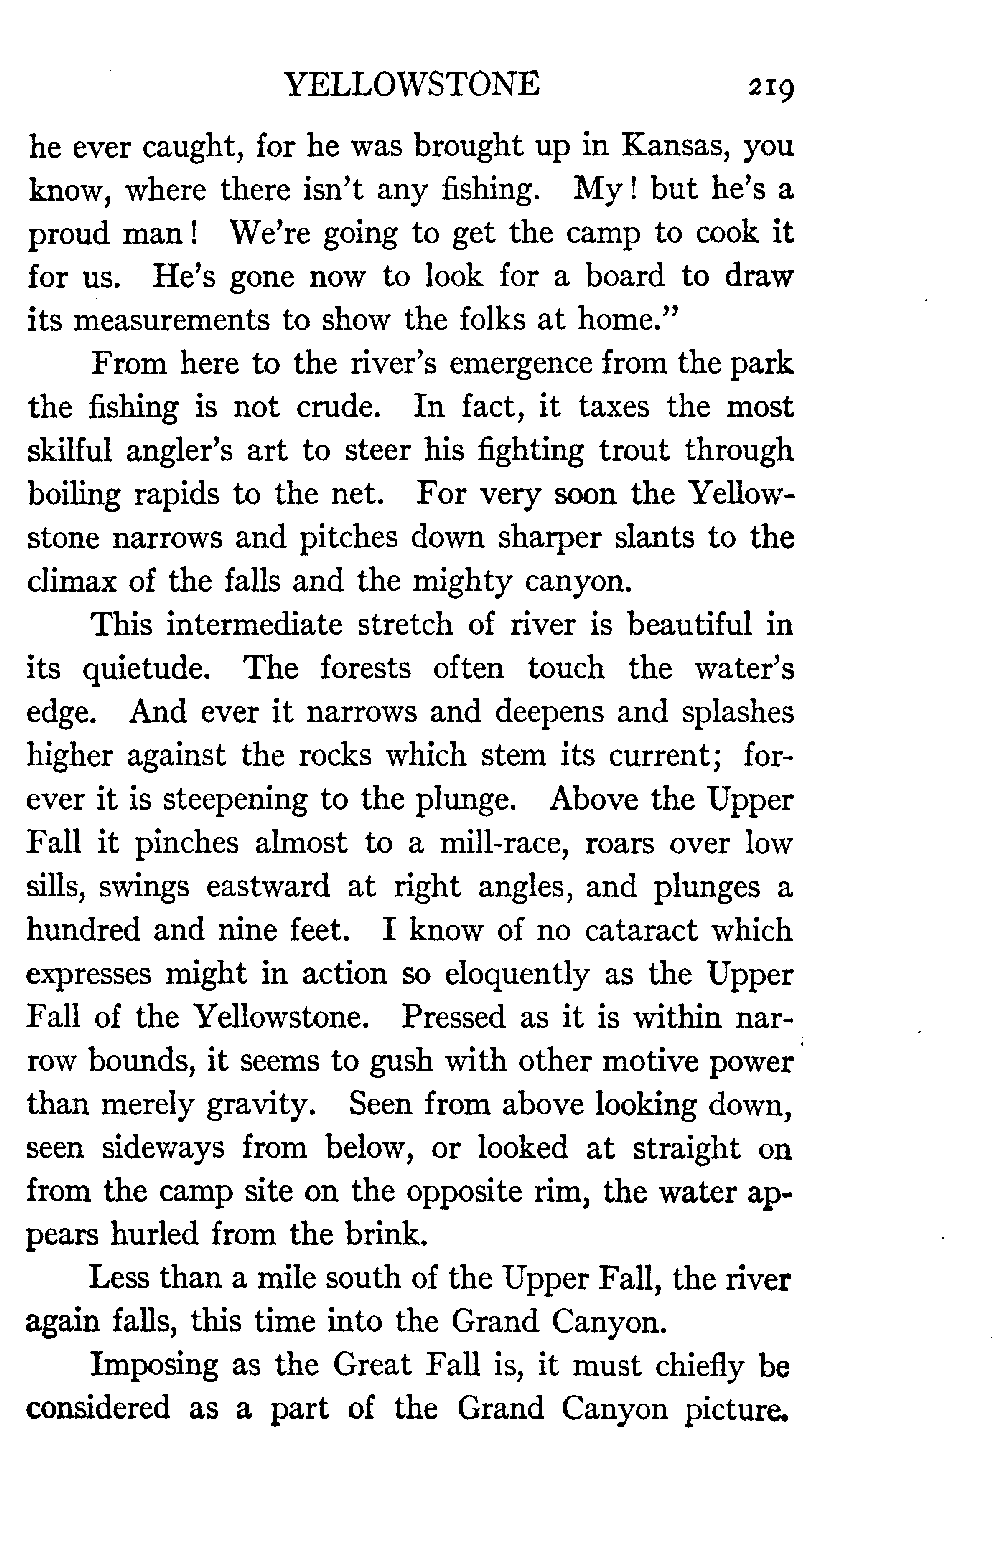 YELLOWSTONE 219
he ever caught, for he was brought up in Kansas, you
know, where there isn't any fishing. My! but he's a
proud man! We're going to get the camp to cook it
for us. He's gone now to look for a board to draw
its measurements to show the folks at home."
From here to the river's emergence from the park
the fishing is not crude. In fact, it taxes the most
skilful angler's art to steer his fighting trout through
boiling rapids to the net. For very soon the Yellow-
stone narrows and pitches down sharper slants to the
climax of the falls and the mighty canyon.
This intermediate stretch of river is beautiful in
its quietude. The forests often touch the water's
edge. And ever it narrows and deepens and splashes
higher against the rocks which stem its current; for-
ever it is steepening to the plunge. Above the Upper
Fall it pinches almost to a mill-race, roars over low
sills, swings eastward at right angles, and plunges a
hundred and nine feet. I know of no cataract which
expresses might in action so eloquently as the Upper
Fall of the Yellowstone. Pressed as it is within nar-
row bounds, it seems to gush with other motive power
than merely gravity. Seen from above looking down,
seen sideways from below, or looked at straight on
from the camp site on the opposite rim, the water ap-
pears hurled from the brink.
Less than a mile south of the Upper Fall, the river
again falls, this time into the Grand Canyon.
Imposing as the Great Fall is, it must chiefly be
considered as a part of the Grand Canyon picture.